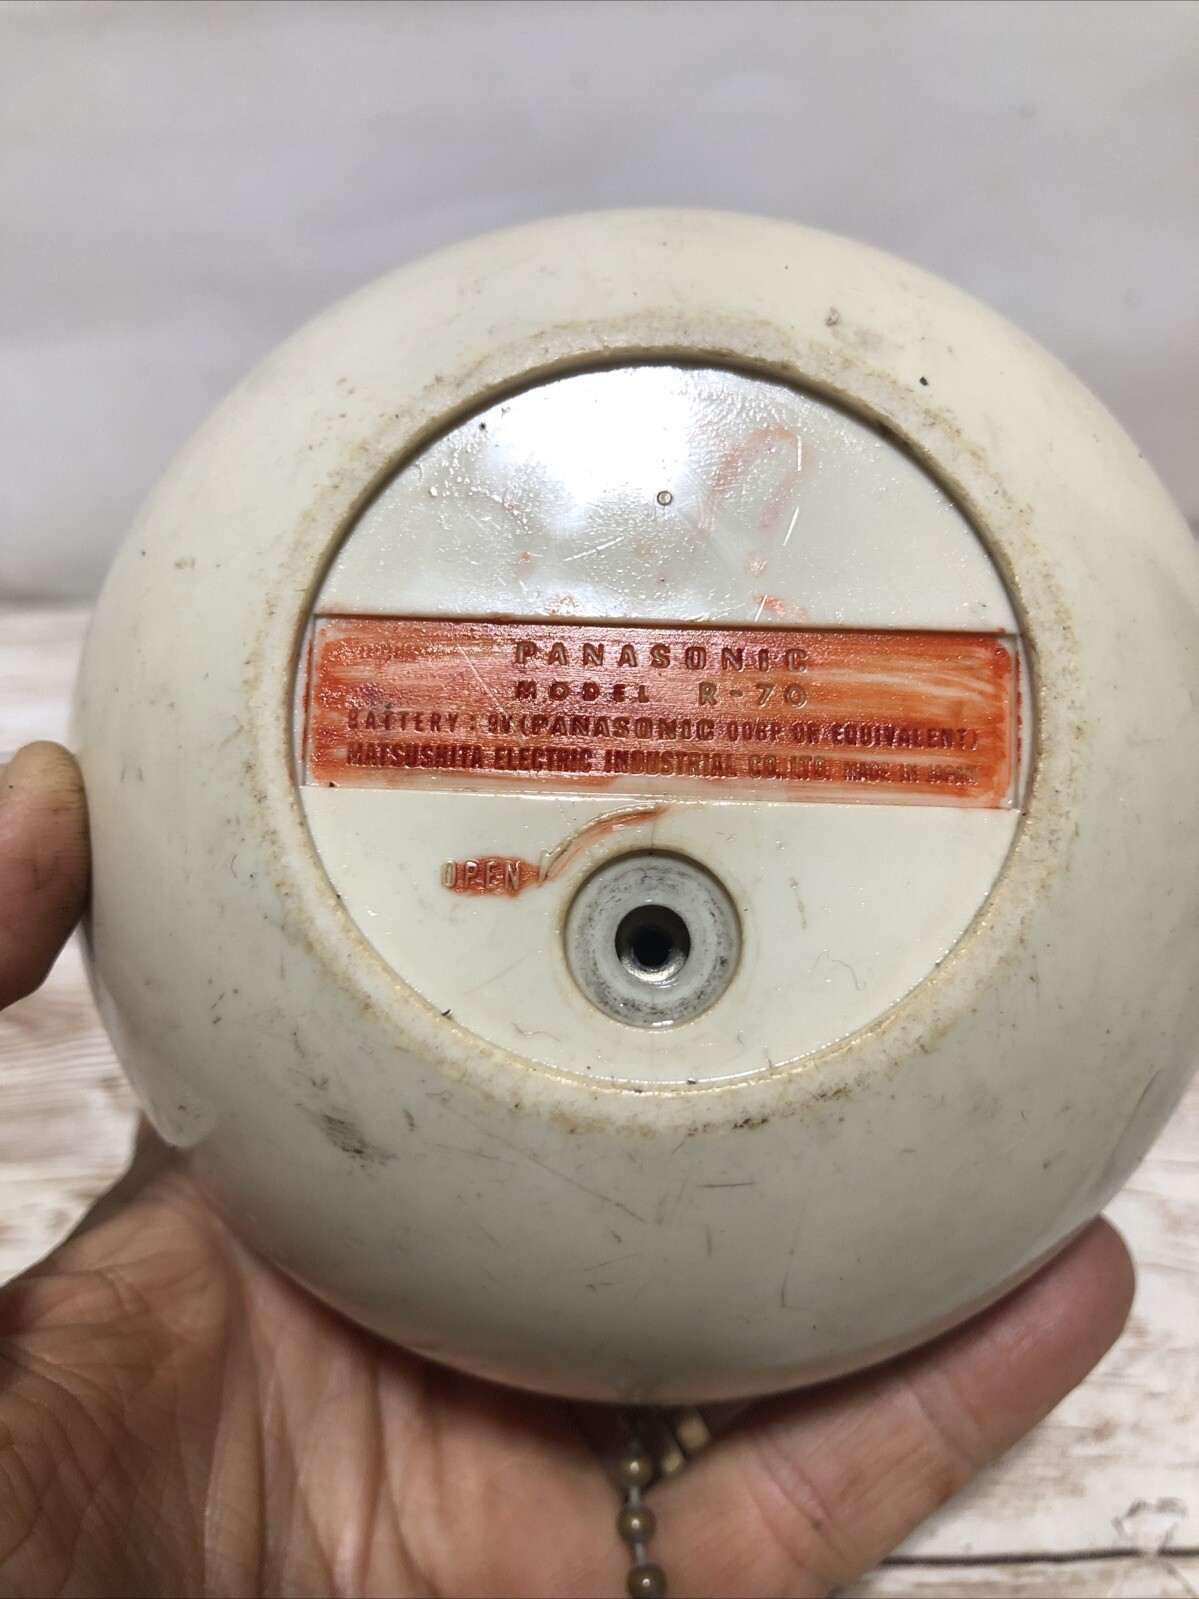 PANASONIC
MODEL R-70
BATTERY : 9V (PANASONIC 006P OR EQUIVALENT)
MATSUSHITA ELECTRIC INDUSTRIAL CO., LTD. MADE IN JAPAN
OPEN